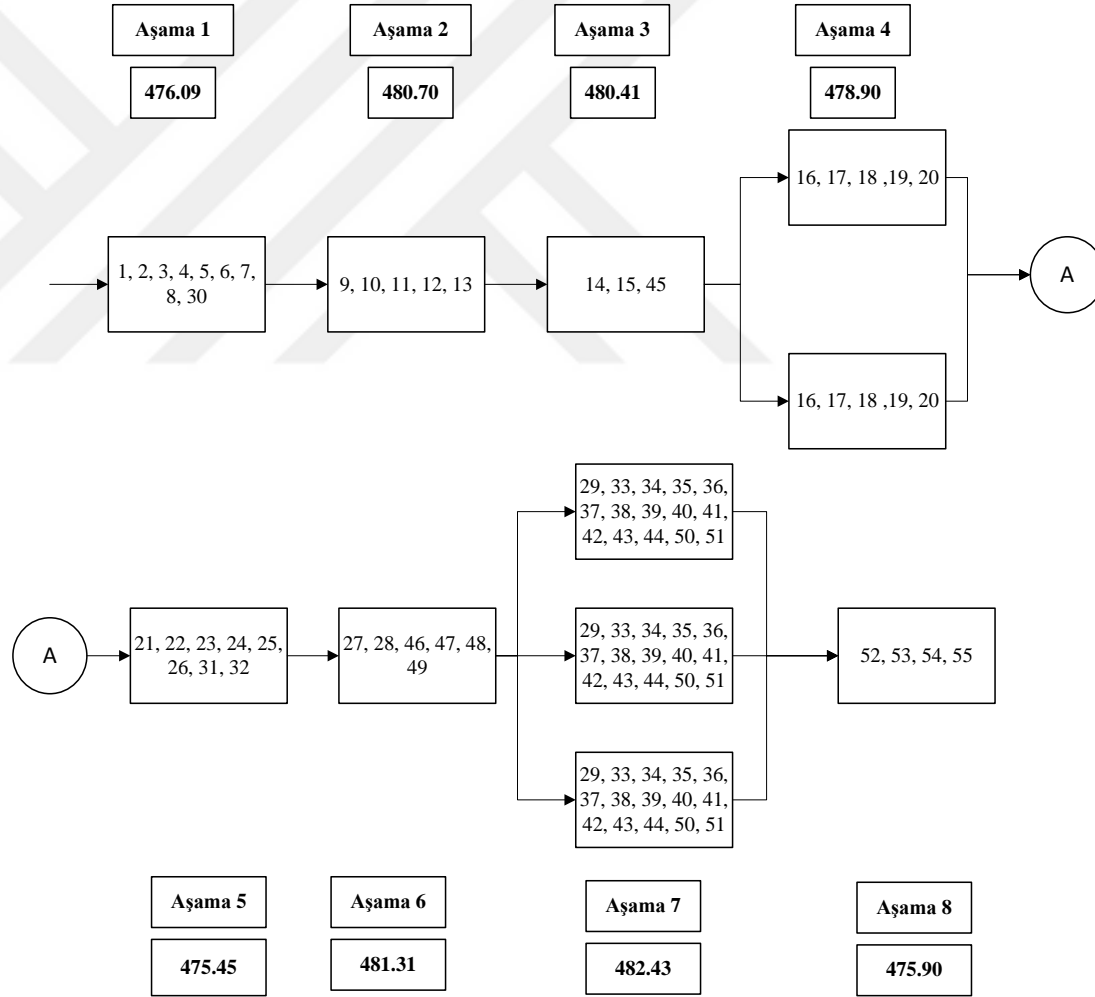 Aşama 1
Aşama 2
Aşama 3
Aşama 4
476.09
480.70
480.41
478.90
16, 17, 18 ,19, 20
1, 2, 3, 4, 5, 6, 7,
8, 30
9, 10, 11, 12, 13
14, 15, 45
A
16, 17, 18 ,19, 20
29, 33, 34, 35, 36,
37, 38, 39, 40, 41,
42, 43, 44, 50, 51
A
21, 22, 23, 24, 25,
26, 31, 32
27, 28, 46, 47, 48,
49
29, 33, 34, 35, 36,
37, 38, 39, 40, 41,
42, 43, 44, 50, 51
52, 53, 54, 55
29, 33, 34, 35, 36,
37, 38, 39, 40, 41,
42, 43, 44, 50, 51
Aşama 5
Aşama 6
Aşama 7
Aşama 8
475.45
481.31
482.43
475.90